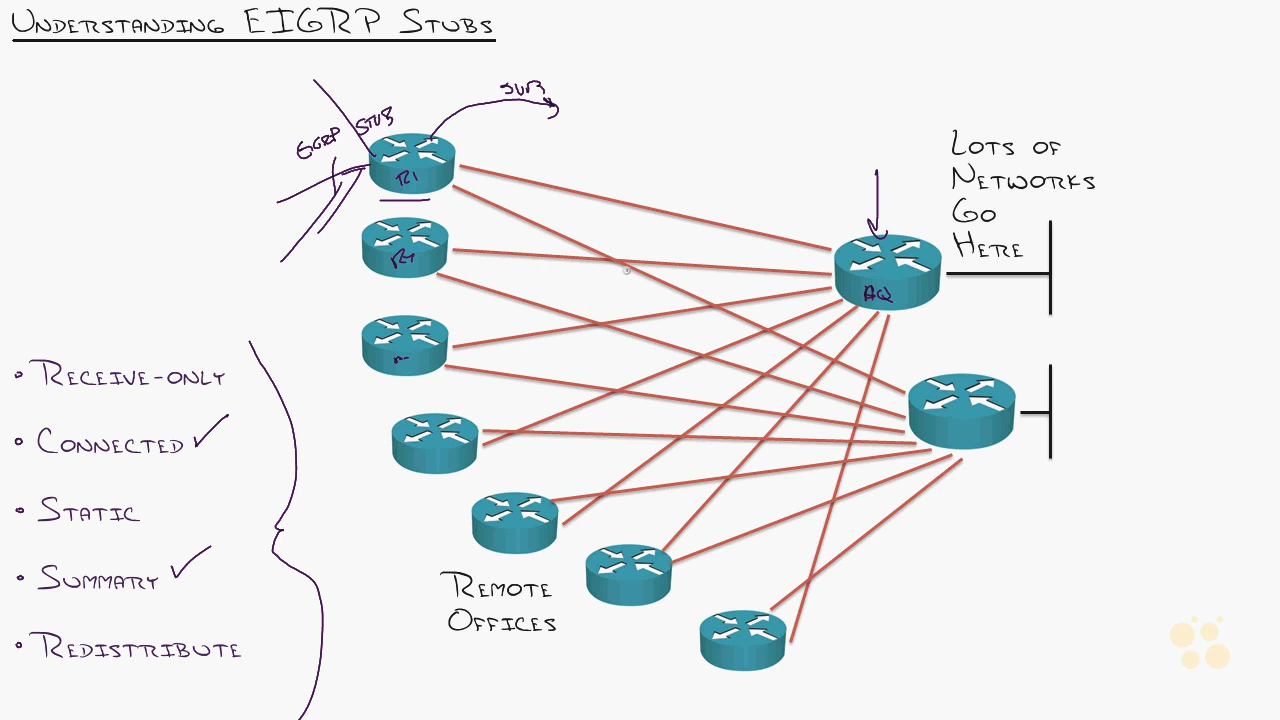 Understanding EIGRP Stubs
SUB
EIGRP STUB
R1
HQ
Lots of
Networks
Go
Here
• Receive-only
• Connected ✓
• Static
• Summary ✓
• Redistribute
Remote
Offices